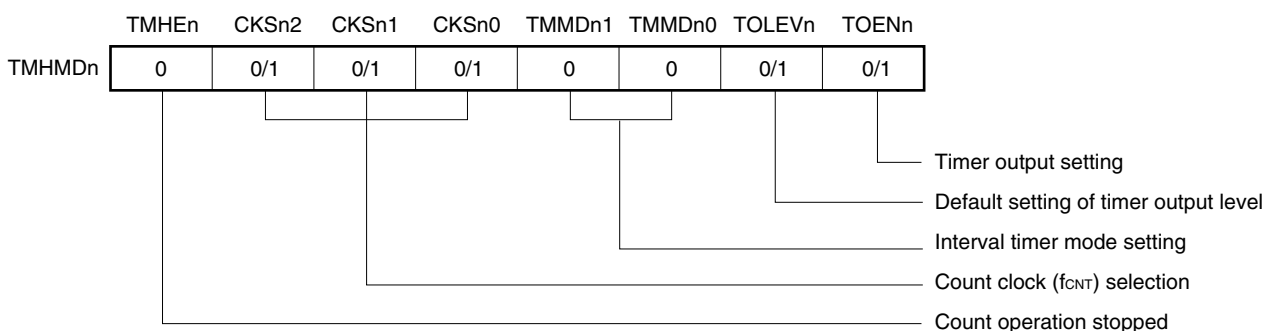 TMHEn CKSn2 CKSn1 CKSn0 TMMDn1 TMMDn0 TOLEVn TOENn
TMHMDn 0 0/1 0/1 0/1 0 0 0/1 0/1
Timer output setting
Default setting of timer output level
Interval timer mode setting
Count clock (fCNT) selection
Count operation stopped